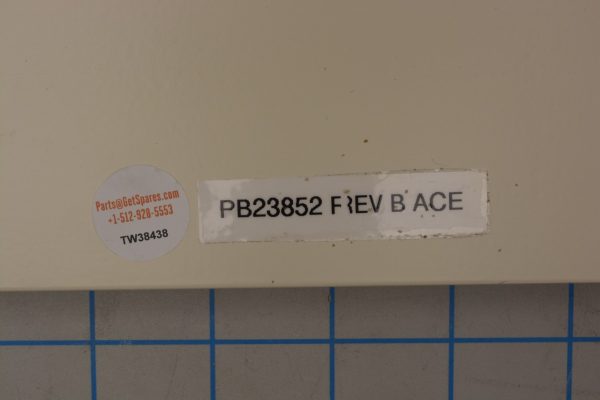 Parts@GetSpares.com
+1-512-928-5553
TW38438
PB23852 REV B ACE